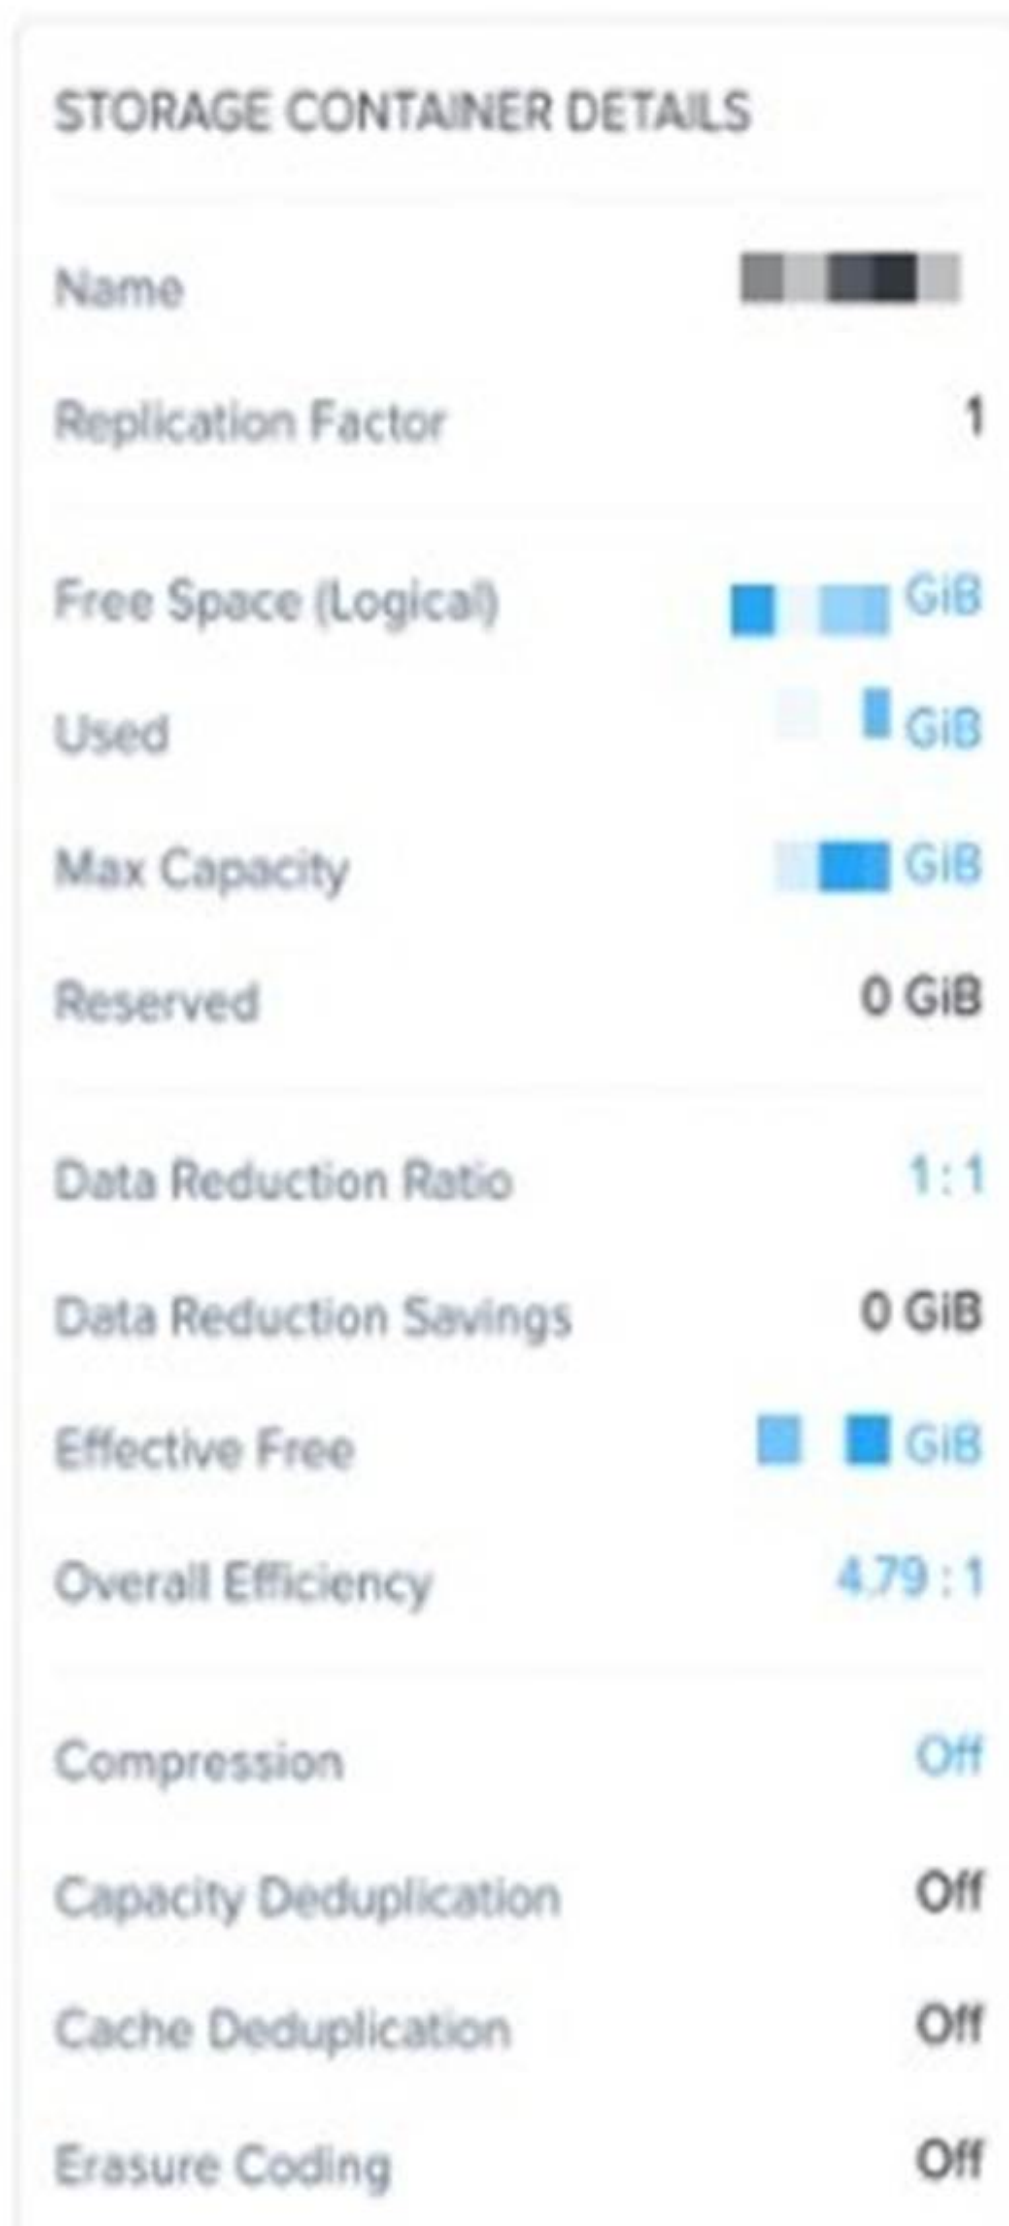 STORAGE CONTAINER DETAILS
Name
Replication Factor 1
Free Space (Logical) GiB
Used GiB
Max Capacity GiB
Reserved 0 GiB
Data Reduction Ratio 1 : 1
Data Reduction Savings 0 GiB
Effective Free GiB
Overall Efficiency 4.79 : 1
Compression Off
Capacity Deduplication Off
Cache Deduplication Off
Erasure Coding Off